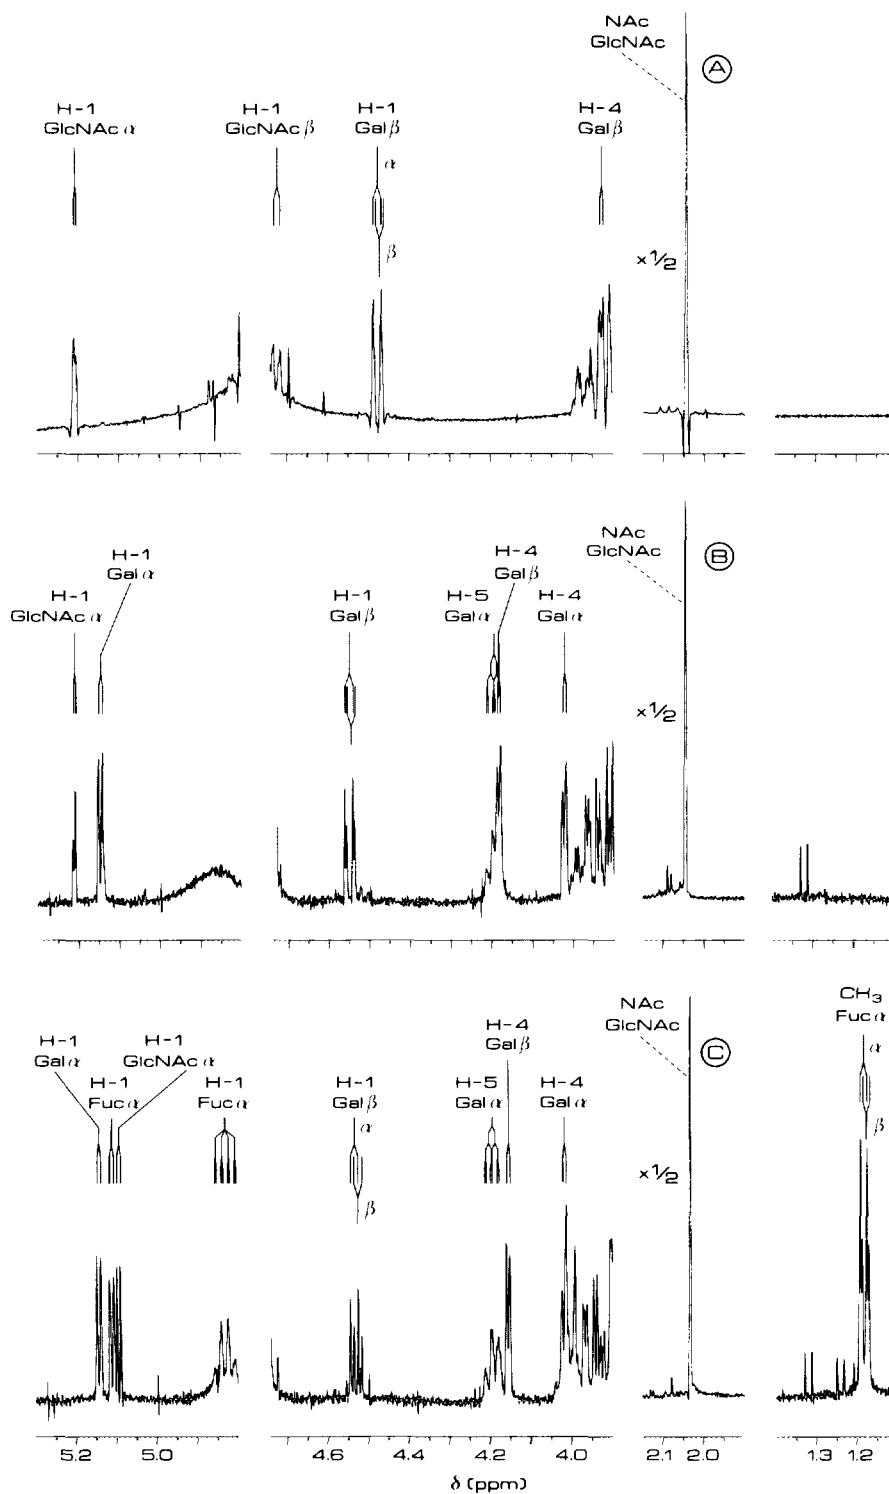 NAc
GlcNAc
A
H-1
GlcNAc α
H-1
GlcNAc β
H-1
Gal β
α
β
H-4
Gal β
×1/2
NAc
GlcNAc
B
H-1
GlcNAc α
H-1
Gal α
H-1
Gal β
H-5
Gal α
H-4
Gal β
H-4
Gal α
×1/2
NAc
GlcNAc
C
CH3
Fuc α
α
β
H-1
Gal α
H-1
GlcNAc α
H-1
Fuc α
H-1
Fuc α
H-1
Gal β
α
β
H-4
Gal β
H-5
Gal α
H-4
Gal α
×1/2
5.2 5.0 4.6 4.4 4.2 4.0 2.1 2.0 1.3 1.2
δ (ppm)